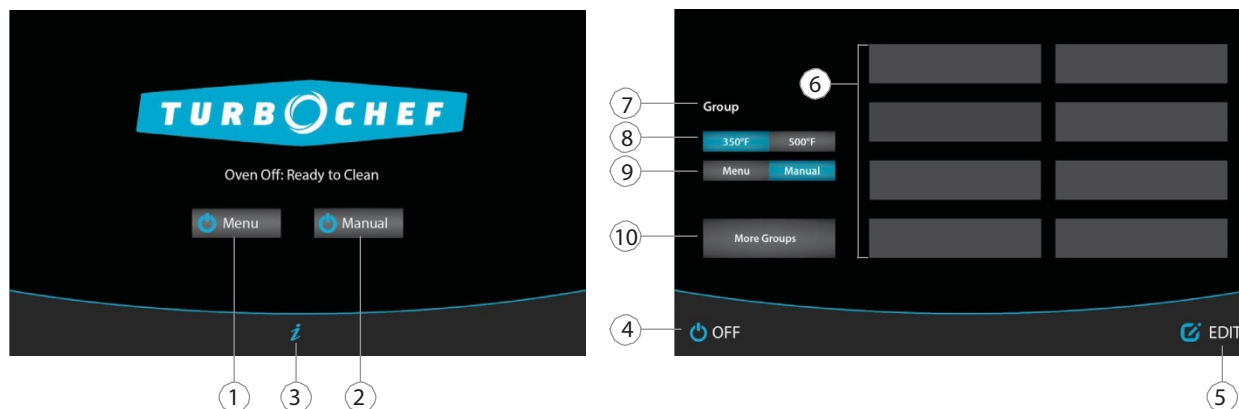 TURBOCHEF
Oven Off: Ready to Clean
Menu
Manual
i
1
3
2
6
7
Group
8
350°F
500°F
9
Menu
Manual
10
More Groups
4
OFF
EDIT
5